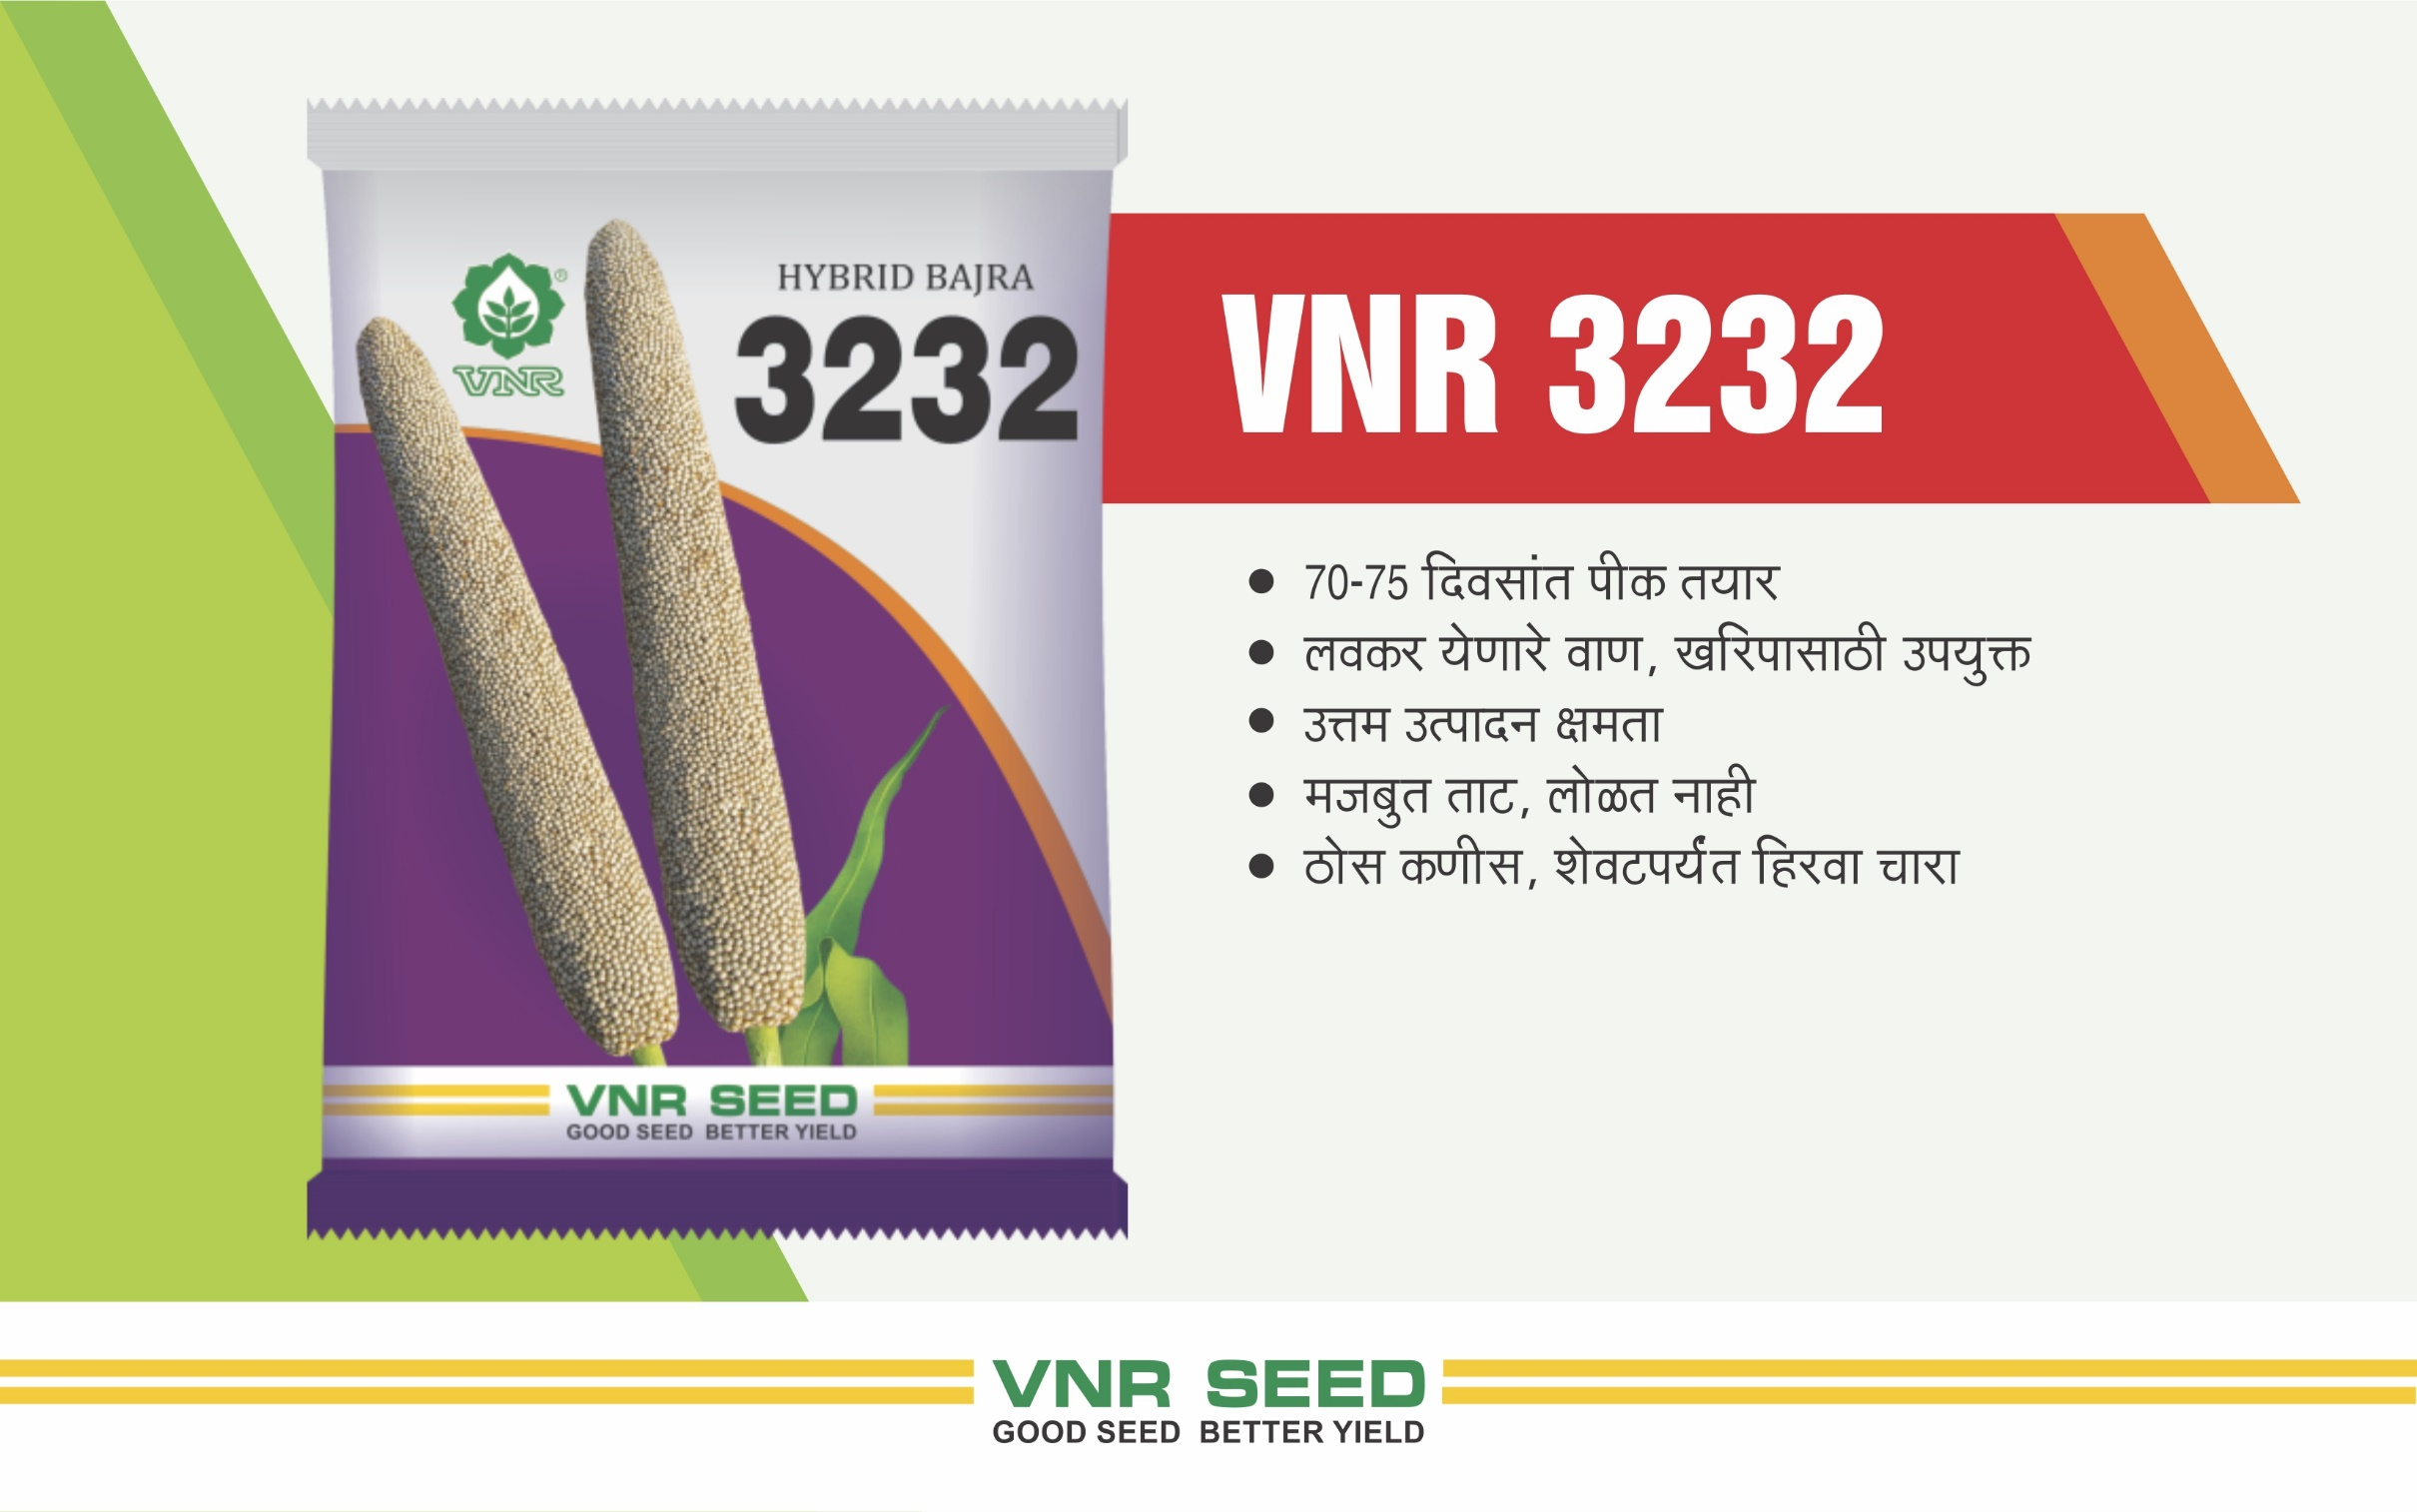 VNR
HYBRID BAJRA
3232
VNR SEED
GOOD SEED BETTER YIELD
VNR 3232
● 70-75 दिवसांत पीक तयार
● लवकर येणारे वाण, खरिपासाठी उपयुक्त
● उत्तम उत्पादन क्षमता
● मजबुत ताट, लोळत नाही
● ठोस कणीस, शेवटपर्यंत हिरवा चारा
VNR SEED
GOOD SEED BETTER YIELD